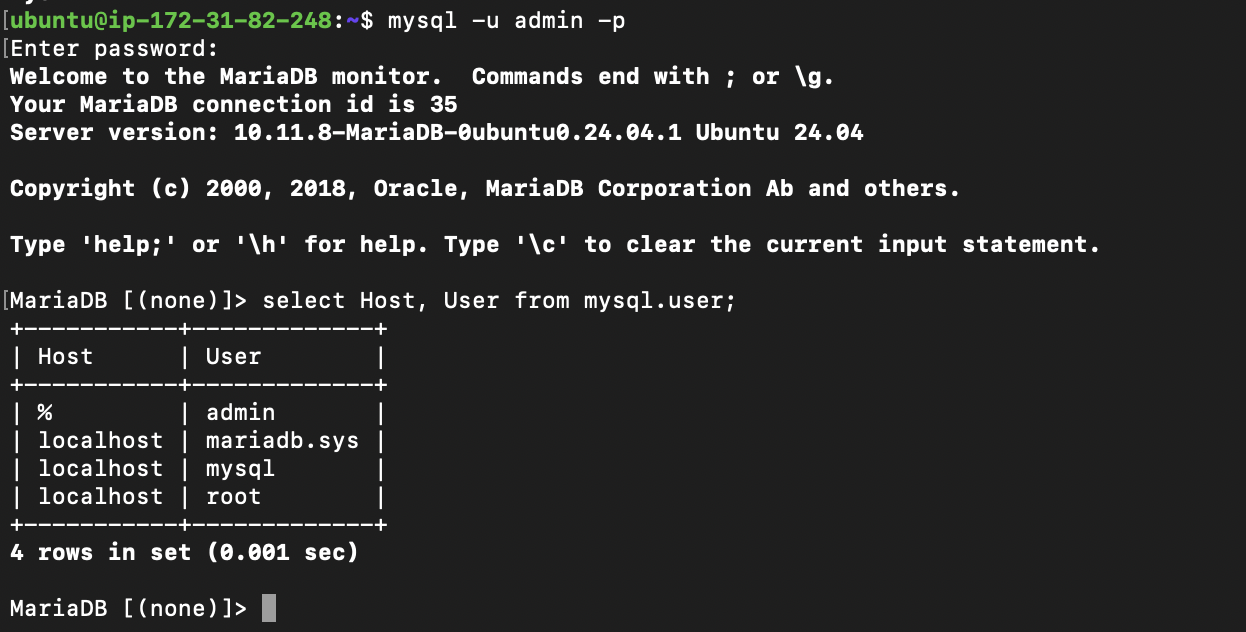 [ubuntu@ip-172-31-82-248:~$ mysql -u admin -p
[Enter password:
Welcome to the MariaDB monitor.  Commands end with ; or \g.
Your MariaDB connection id is 35
Server version: 10.11.8-MariaDB-0ubuntu0.24.04.1 Ubuntu 24.04

Copyright (c) 2000, 2018, Oracle, MariaDB Corporation Ab and others.

Type 'help;' or '\h' for help. Type '\c' to clear the current input statement.

[MariaDB [(none)]> select Host, User from mysql.user;
+-----------+-------------+
| Host      | User        |
+-----------+-------------+
| %         | admin       |
| localhost | mariadb.sys |
| localhost | mysql       |
| localhost | root        |
+-----------+-------------+
4 rows in set (0.001 sec)

MariaDB [(none)]>